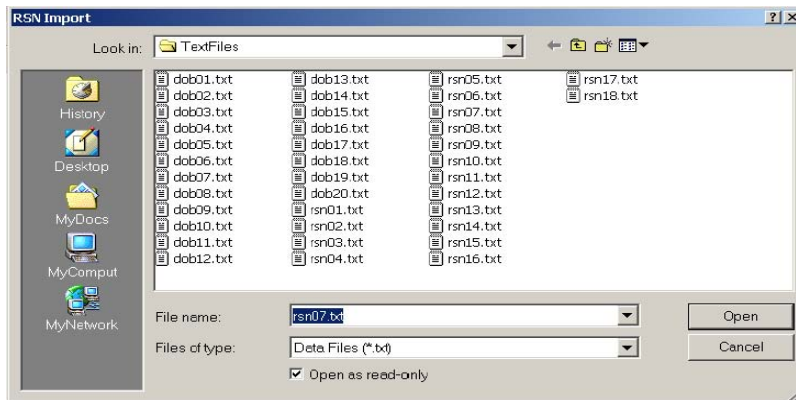 RSN Import
Look in: TextFiles
History
Desktop
MyDocs
MyComput
MyNetwork
dob01.txt dob13.txt rsn05.txt rsn17.txt
dob02.txt dob14.txt rsn06.txt rsn18.txt
dob03.txt dob15.txt rsn07.txt
dob04.txt dob16.txt rsn08.txt
dob05.txt dob17.txt rsn09.txt
dob06.txt dob18.txt rsn10.txt
dob07.txt dob19.txt rsn11.txt
dob08.txt dob20.txt rsn12.txt
dob09.txt rsn01.txt rsn13.txt
dob10.txt rsn02.txt rsn14.txt
dob11.txt rsn03.txt rsn15.txt
dob12.txt rsn04.txt rsn16.txt
File name: rsn07.txt Open
Files of type: Data Files (*.txt) Cancel
Open as read-only